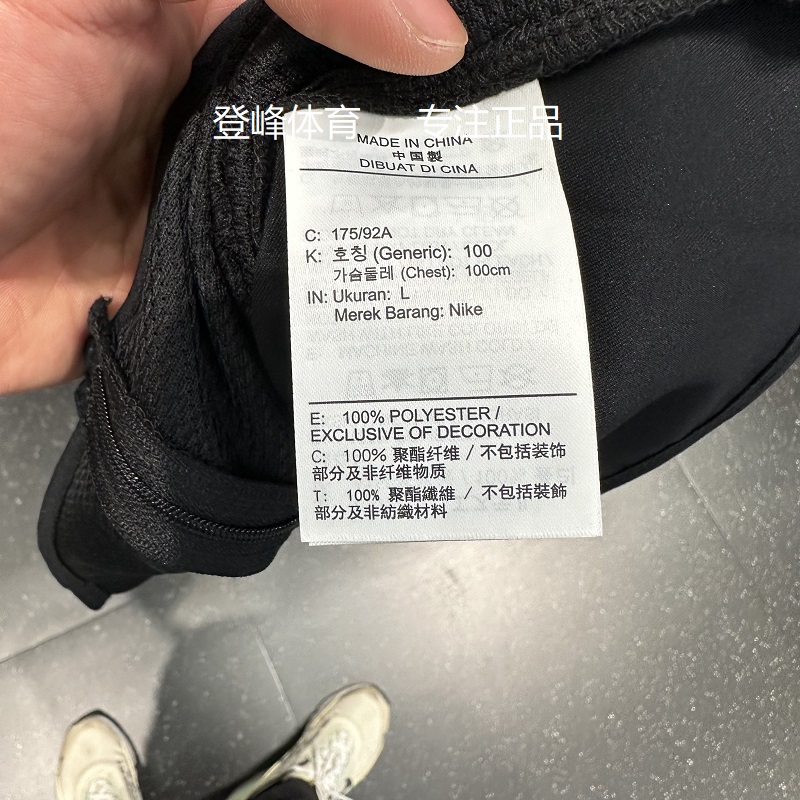 登峰体育 专注正品
MADE IN CHINA
中国製
DIBUAT DI CINA
C: 175/92A
K: 호칭 (Generic): 100
가슴둘레 (Chest): 100cm
IN: Ukuran: L
Merek Barang: Nike
E: 100% POLYESTER /
EXCLUSIVE OF DECORATION
C: 100% 聚酯纤维 / 不包括装饰
部分及非纤维物质
T: 100% 聚酯纖維 / 不包括裝飾
部分及非紡織材料